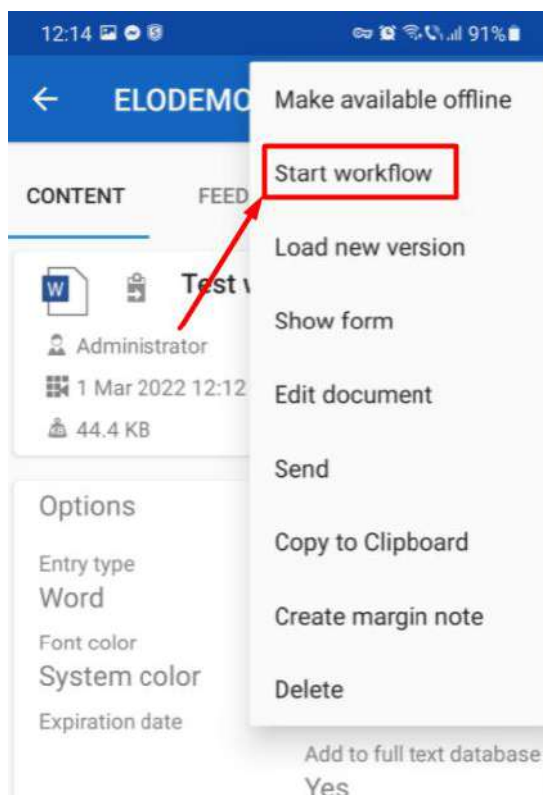 12:14 91%
ELODEMO
Make available offline
Start workflow
Load new version
Show form
Edit document
Send
Copy to Clipboard
Create margin note
Delete
CONTENT FEED
W
Test
Administrator
1 Mar 2022 12:12
44.4 KB
Options
Entry type
Word
Font color
System color
Expiration date
Add to full text database
Yes